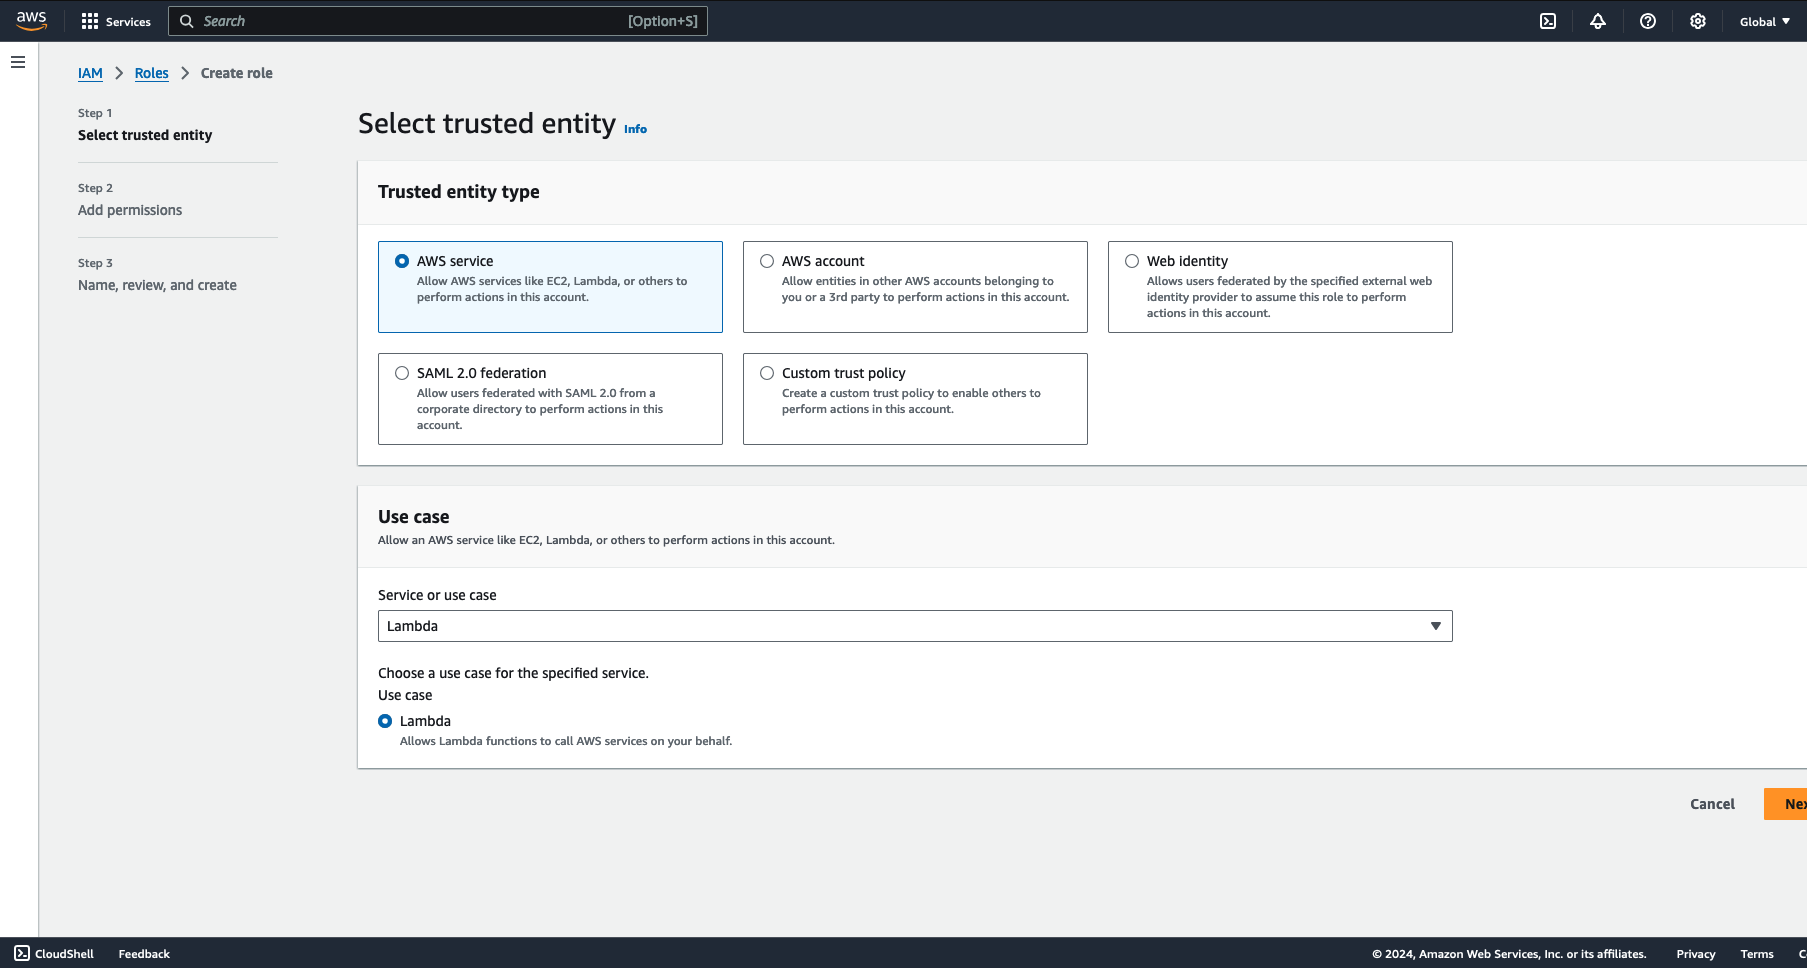 aws
Services
Search
[Option+S]
Global
IAM
Roles
Create role
Step 1
Select trusted entity
Step 2
Add permissions
Step 3
Name, review, and create
Select trusted entity
Info
Trusted entity type
AWS service
Allow AWS services like EC2, Lambda, or others to
perform actions in this account.
AWS account
Allow entities in other AWS accounts belonging to
you or a 3rd party to perform actions in this account.
Web identity
Allows users federated by the specified external web
identity provider to assume this role to perform
actions in this account.
SAML 2.0 federation
Allow users federated with SAML 2.0 from a
corporate directory to perform actions in this
account.
Custom trust policy
Create a custom trust policy to enable others to
perform actions in this account.
Use case
Allow an AWS service like EC2, Lambda, or others to perform actions in this account.
Service or use case
Lambda
Choose a use case for the specified service.
Use case
Lambda
Allows Lambda functions to call AWS services on your behalf.
Cancel
CloudShell
Feedback
© 2024, Amazon Web Services, Inc. or its affiliates.
Privacy
Terms